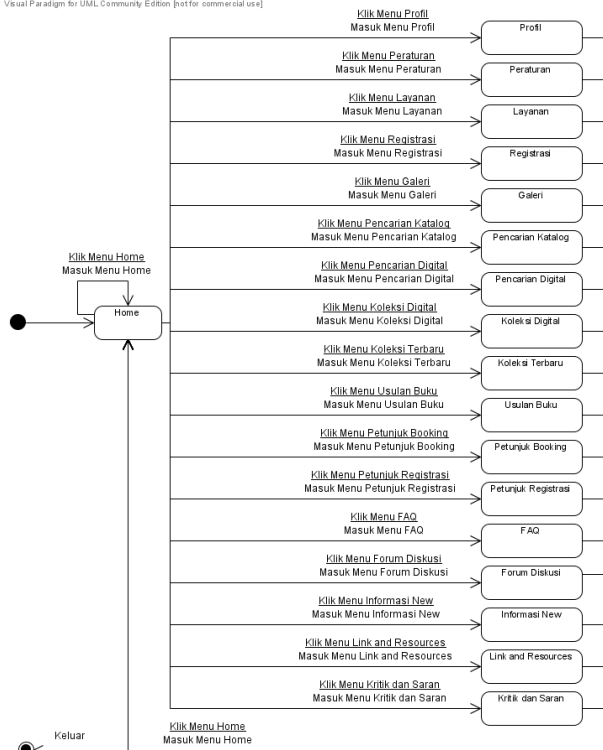 Visual Paradigm for UML Community Edition [not for commercial use]
Klik Menu Profil
Masuk Menu Profil
Profil
Klik Menu Peraturan
Masuk Menu Peraturan
Peraturan
Klik Menu Layanan
Masuk Menu Layanan
Layanan
Klik Menu Registrasi
Masuk Menu Registrasi
Registrasi
Klik Menu Galeri
Masuk Menu Galeri
Galeri
Klik Menu Pencarian Katalog
Masuk Menu Pencarian Katalog
Pencarian Katalog
Klik Menu Home
Masuk Menu Home
Home
Klik Menu Pencarian Digital
Masuk Menu Pencarian Digital
Pencarian Digital
Klik Menu Koleksi Digital
Masuk Menu Koleksi Digital
Koleksi Digital
Klik Menu Koleksi Terbaru
Masuk Menu Koleksi Terbaru
Koleksi Terbaru
Klik Menu Usulan Buku
Masuk Menu Usulan Buku
Usulan Buku
Klik Menu Petunjuk Booking
Masuk Menu Petunjuk Booking
Petunjuk Booking
Klik Menu Petunjuk Registrasi
Masuk Menu Petunjuk Registrasi
Petunjuk Registrasi
Klik Menu FAQ
Masuk Menu FAQ
FAQ
Klik Menu Forum Diskusi
Masuk Menu Forum Diskusi
Forum Diskusi
Klik Menu Informasi New
Masuk Menu Informasi New
Informasi New
Klik Menu Link and Resources
Masuk Menu Link and Resources
Link and Resources
Klik Menu Kritik dan Saran
Masuk Menu Kritik dan Saran
Kritik dan Saran
Keluar
Klik Menu Home
Masuk Menu Home